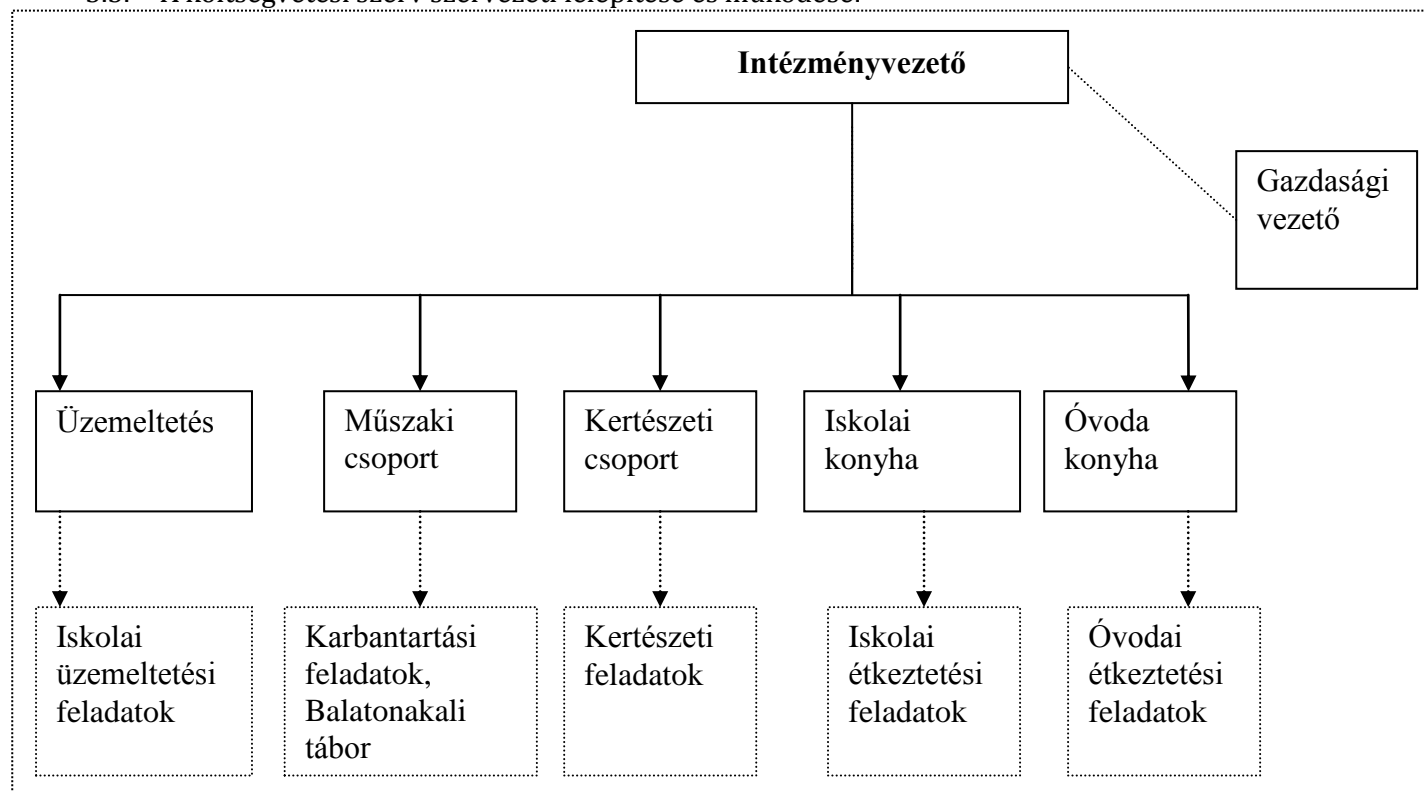 Intézményvezető
Gazdasági
vezető
Üzemeltetés
Műszaki
csoport
Kertészeti
csoport
Iskolai
konyha
Óvoda
konyha
Iskolai
üzemeltetési
feladatok
Karbantartási
feladatok,
Balatonakali
tábor
Kertészeti
feladatok
Iskolai
étkeztetési
feladatok
Óvodai
étkeztetési
feladatok